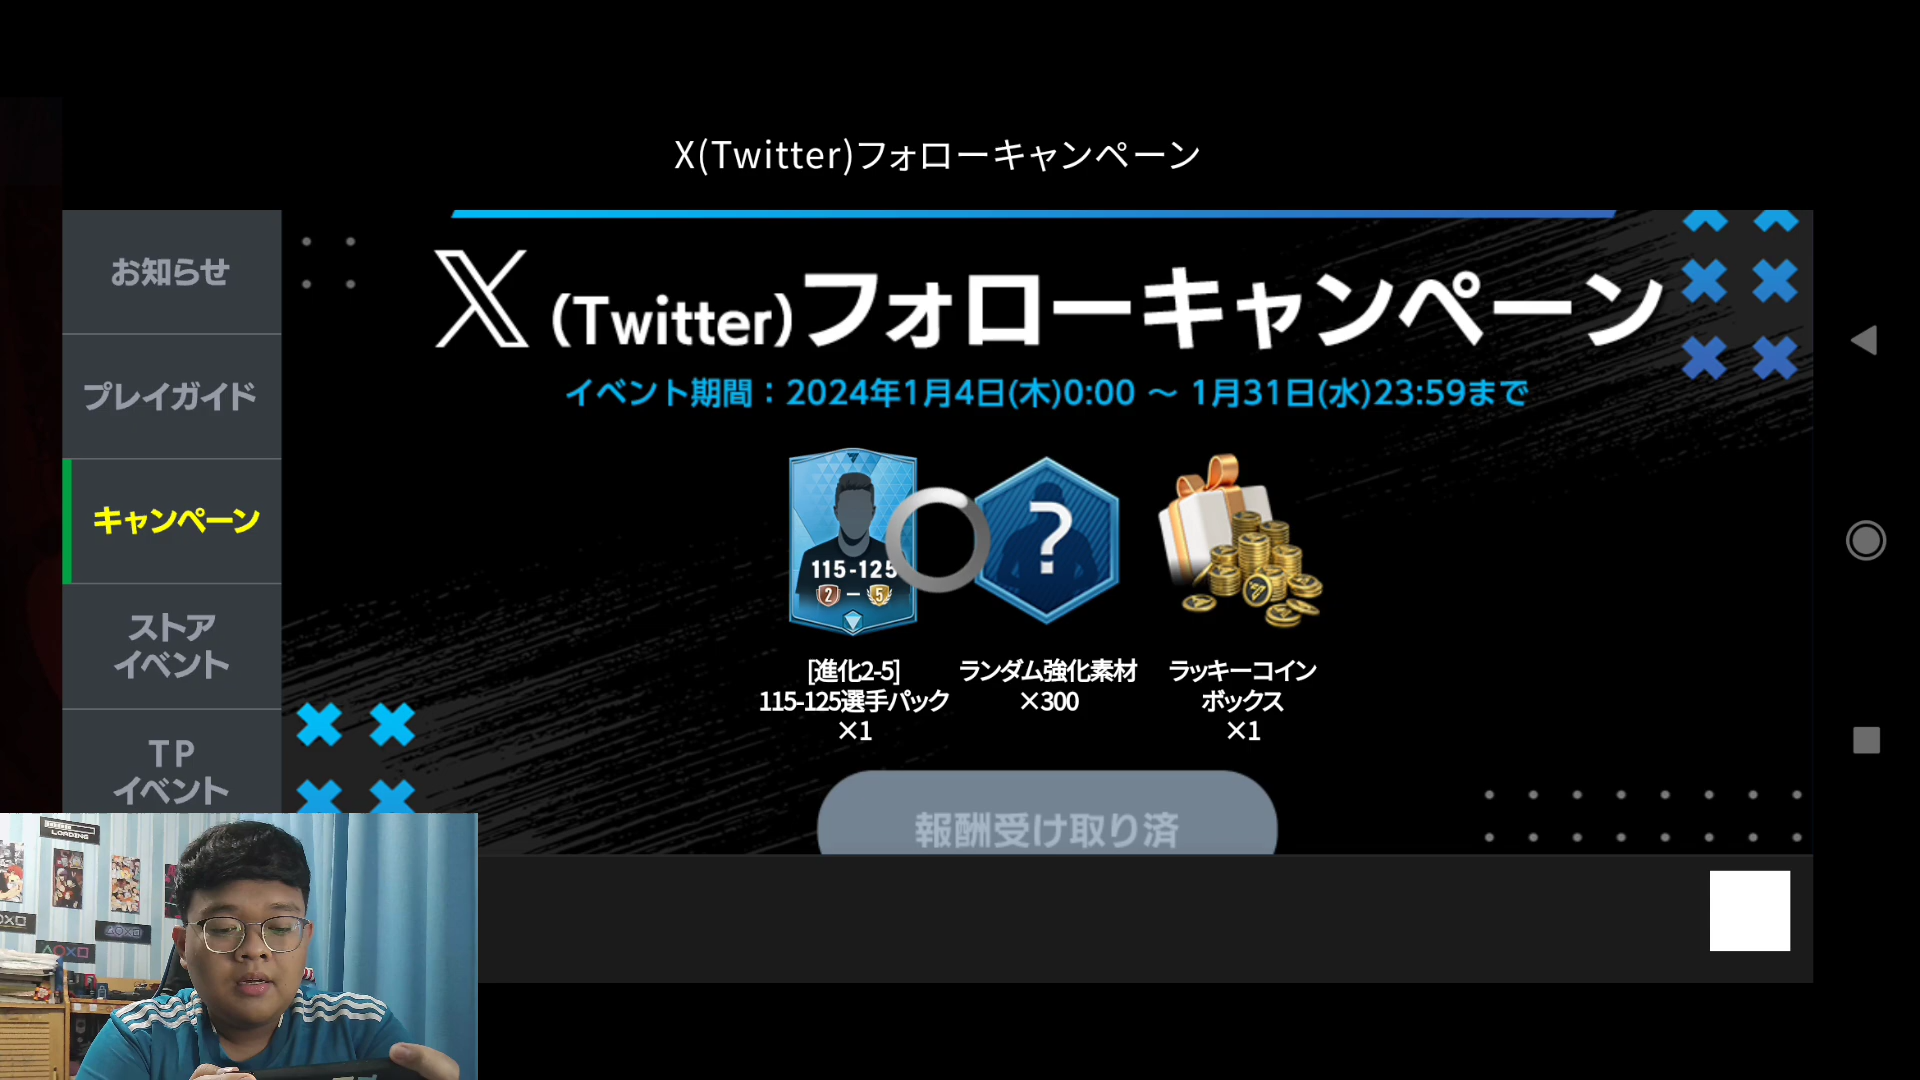 X(Twitter)フォローキャンペーン
お知らせ
プレイガイド
キャンペーン
ストア
イベント
TP
イベント
X (Twitter)フォローキャンペーン
イベント期間：2024年1月4日(木)0:00 ～ 1月31日(水)23:59まで
115-125
2 – 5
?
[進化2-5]
115-125選手パック
×1
ランダム強化素材
×300
ラッキーコイン
ボックス
×1
報酬受け取り済
LOADING